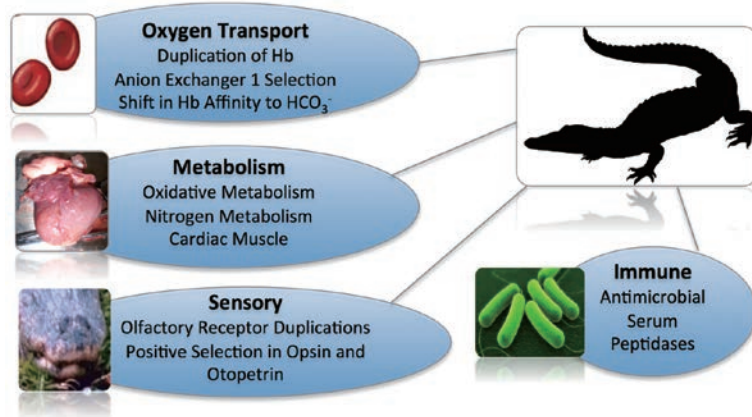 Oxygen Transport
Duplication of Hb
Anion Exchanger 1 Selection
Shift in Hb Affinity to HCO₃⁻
Metabolism
Oxidative Metabolism
Nitrogen Metabolism
Cardiac Muscle
Sensory
Olfactory Receptor Duplications
Positive Selection in Opsin and
Otopetrin
Immune
Antimicrobial
Serum
Peptidases